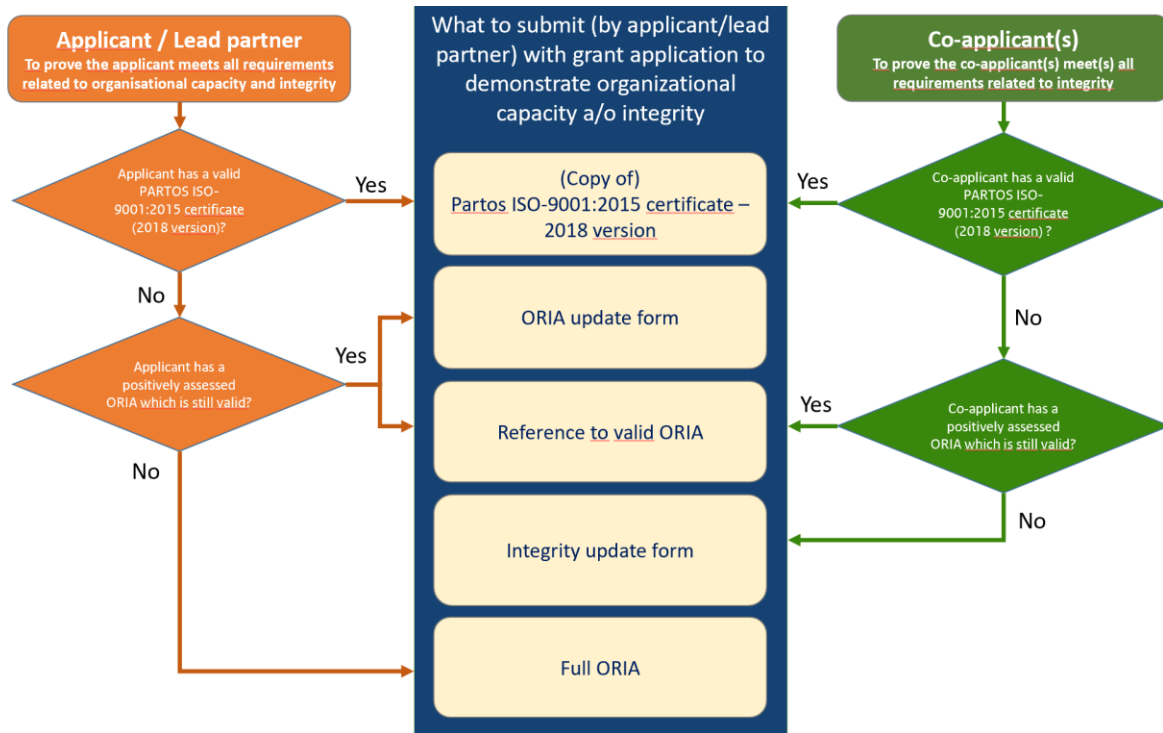 Applicant / Lead partner
To prove the applicant meets all requirements
related to organisational capacity and integrity
Applicant has a valid
PARTOS ISO-
9001:2015 certificate
(2018 version)?
Yes
No
Applicant has a
positively assessed
ORIA which is still valid?
Yes
No
What to submit (by applicant/lead
partner) with grant application to
demonstrate organizational
capacity a/o integrity
(Copy of)
Partos ISO-9001:2015 certificate –
2018 version
ORIA update form
Reference to valid ORIA
Integrity update form
Full ORIA
Co-applicant(s)
To prove the co-applicant(s) meet(s) all
requirements related to integrity
Yes
Co-applicant has a valid
PARTOS ISO-
9001:2015 certificate
(2018 version) ?
No
Yes
Co-applicant has a
positively assessed
ORIA which is still valid?
No